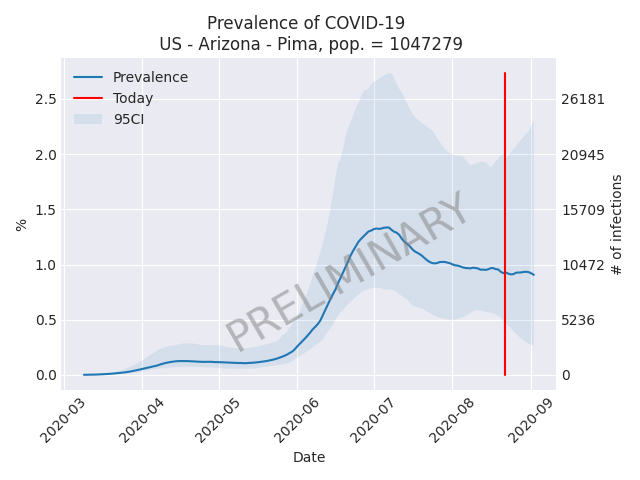 Prevalence of COVID-19
US - Arizona - Pima, pop. = 1047279
Prevalence
Today
95CI
2.5
2.0
1.5
1.0
0.5
0.0
%
26181
20945
15709
10472
5236
0
# of infections
PRELIMINARY
2020-03
2020-04
2020-05
2020-06
2020-07
2020-08
2020-09
Date